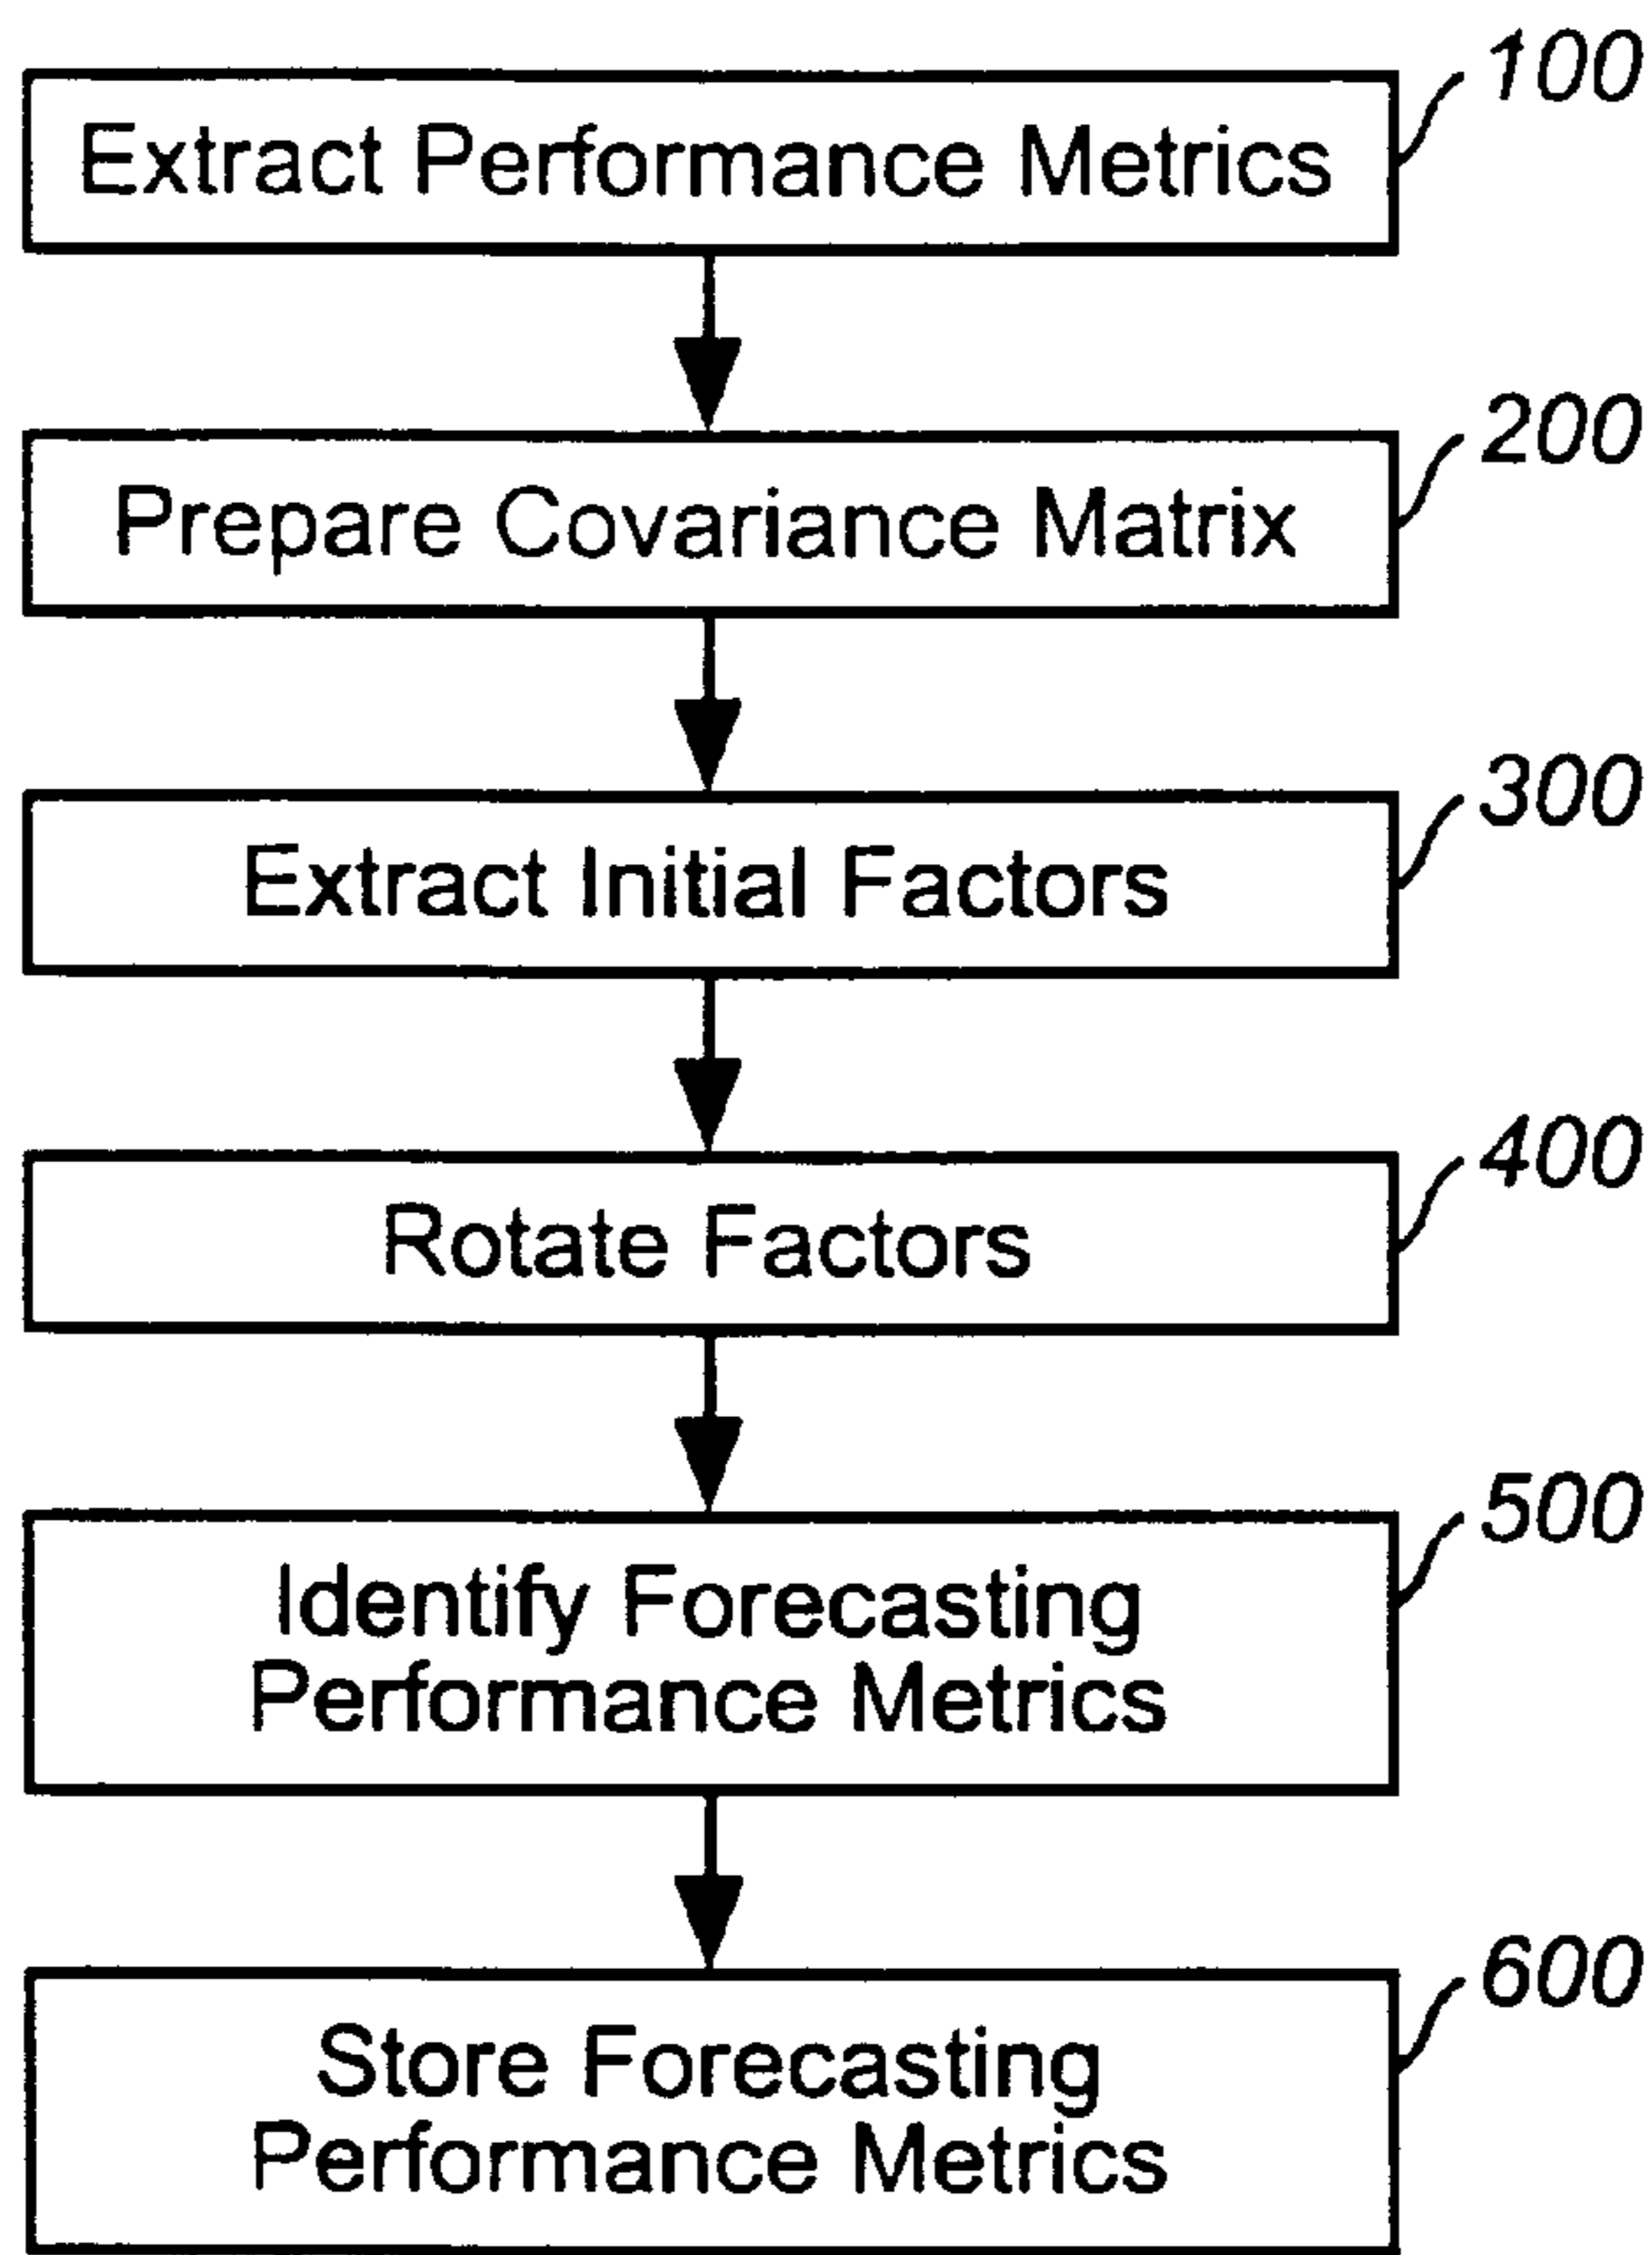 100
Extract Performance Metrics
200
Prepare Covariance Matrix
300
Extract Initial Factors
400
Rotate Factors
500
Identify Forecasting
Performance Metrics
600
Store Forecasting
Performance Metrics